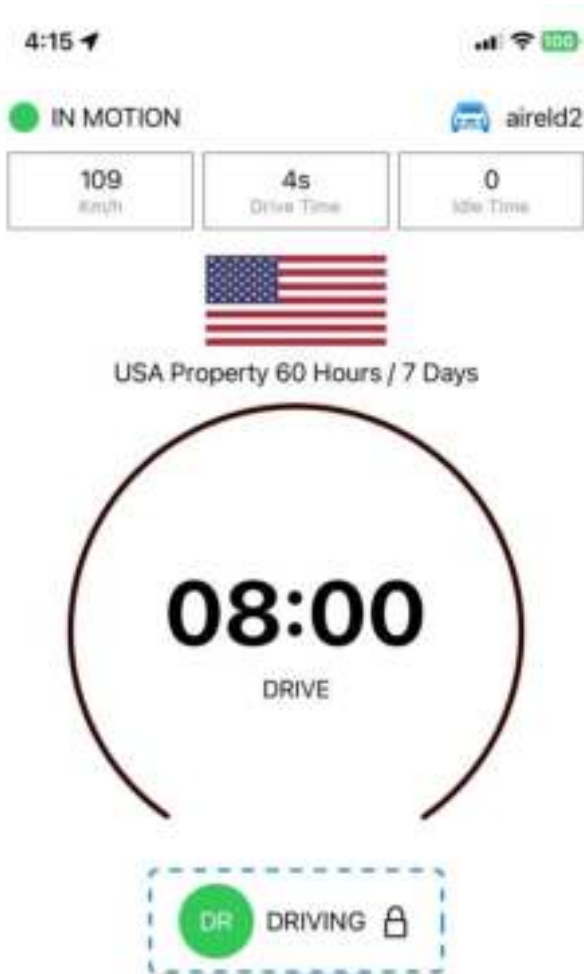 4:15
100
IN MOTION
aireld2
109
4s
0
Km/h
Drive Time
Idle Time
USA Property 60 Hours / 7 Days
08:00
DRIVE
DR
DRIVING